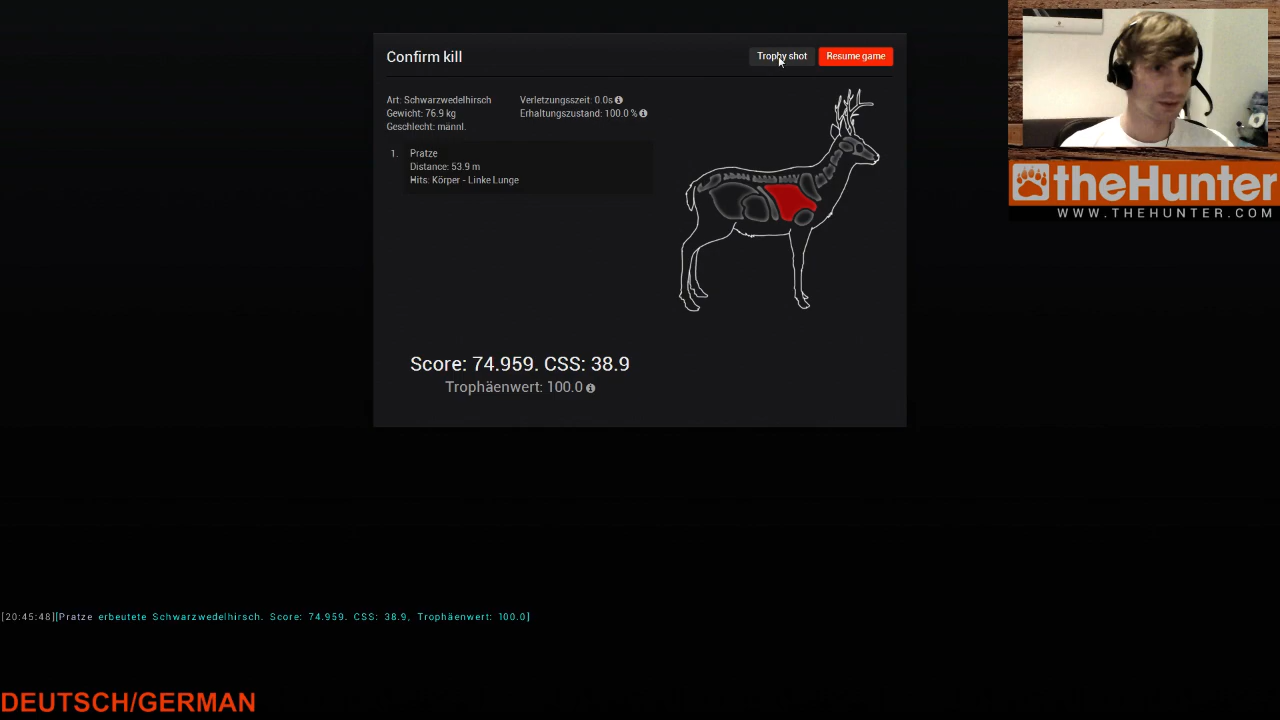 Confirm kill
Trophy shot
Resume game
Art: Schwarzwedelhirsch
Gewicht: 76.9 kg
Geschlecht: männl.
Verletzungsszeit: 0.0s
Erhaltungszustand: 100.0 %
1. Pratze
Distance: 53.9 m
Hits: Körper - Linke Lunge
Score: 74.959. CSS: 38.9
Trophäenwert: 100.0
theHunter
WWW.THEHUNTER.COM
[20:45:48][Pratze erbeutete Schwarzwedelhirsch. Score: 74.959. CSS: 38.9, Trophäenwert: 100.0]
DEUTSCH/GERMAN